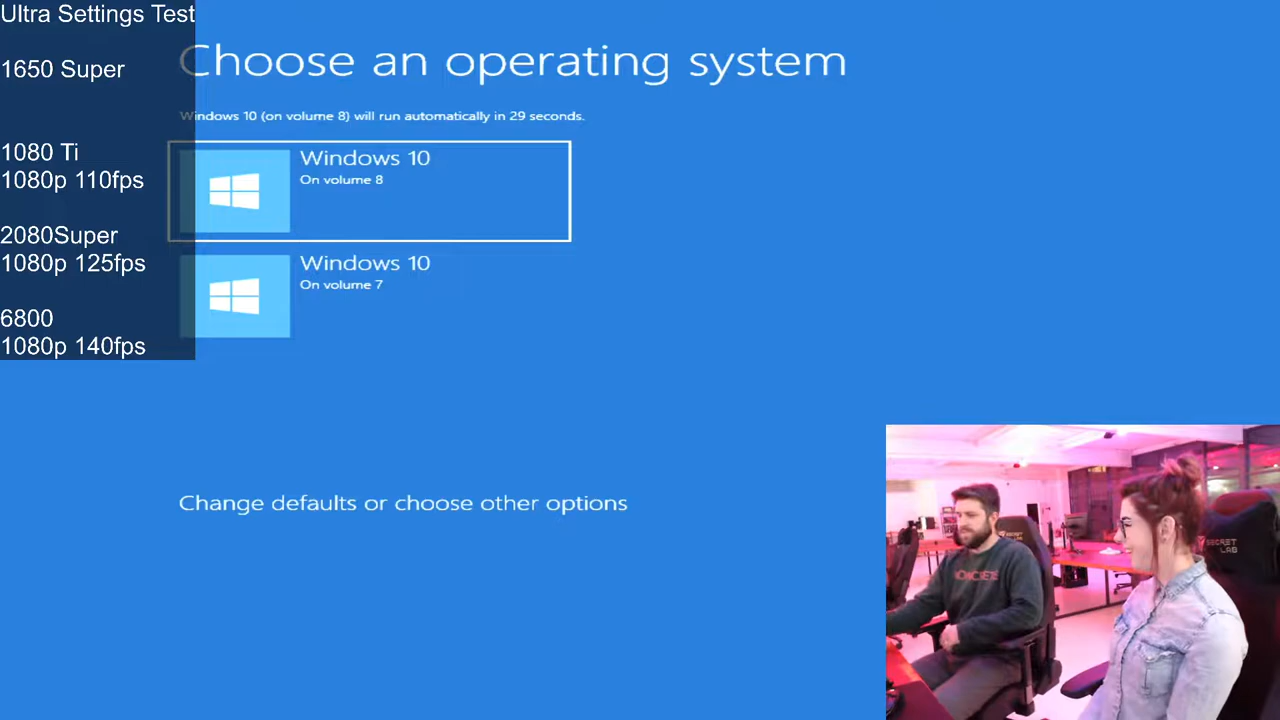 Ultra Settings Test
1650 Super
1080 Ti
1080p 110fps
2080Super
1080p 125fps
6800
1080p 140fps
Choose an operating system
Windows 10 (on volume 8) will run automatically in 29 seconds.
Windows 10
On volume 8
Windows 10
On volume 7
Change defaults or choose other options
SECRET
LAB